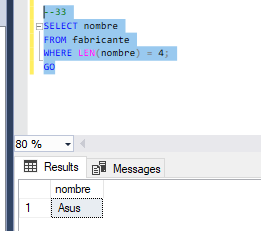 --33
SELECT nombre
FROM fabricante
WHERE LEN(nombre) = 4;
GO
80 %
Results Messages
nombre
1 Asus